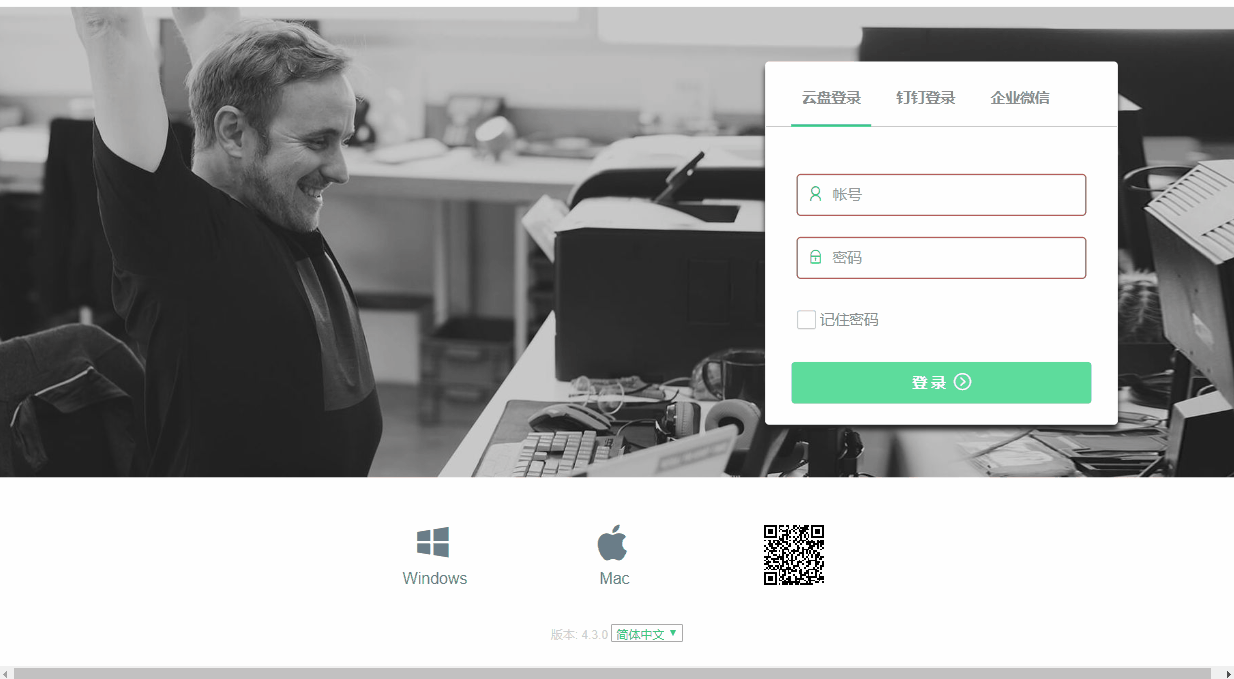 云盘登录 钉钉登录 企业微信
帐号
密码
记住密码
登 录
Windows Mac
版本: 4.3.0 简体中文